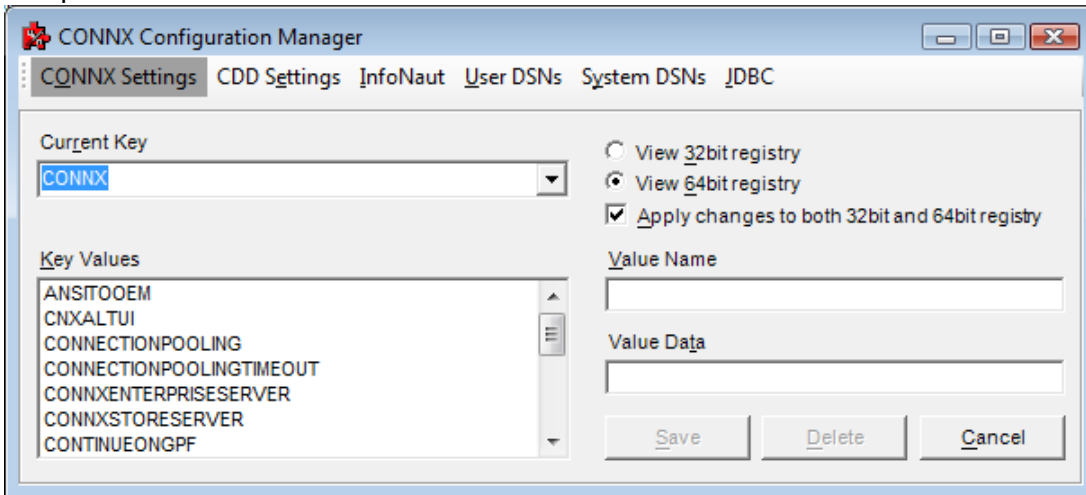 CONNX Configuration Manager
CONNX Settings CDD Settings InfoNaut User DSNs System DSNs JDBC
Current Key
CONNX
View 32bit registry
View 64bit registry
Apply changes to both 32bit and 64bit registry
Key Values
ANSITOOEM
CNXALTUI
CONNECTIONPOOLING
CONNECTIONPOOLINGTIMEOUT
CONNXENTERPRISESERVER
CONNXSTORESERVER
CONTINUEONGPF
Value Name
Value Data
Save Delete Cancel